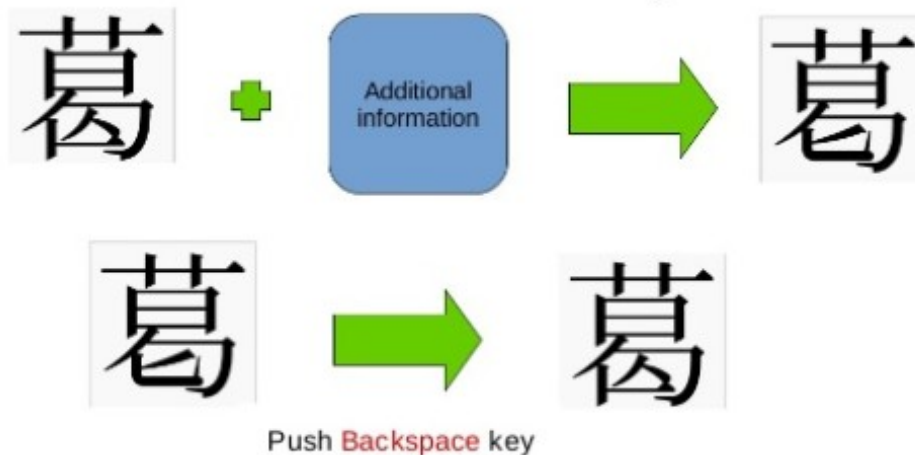 葛
Additional
information
葛󠄀
葛󠄀
葛
Push Backspace key